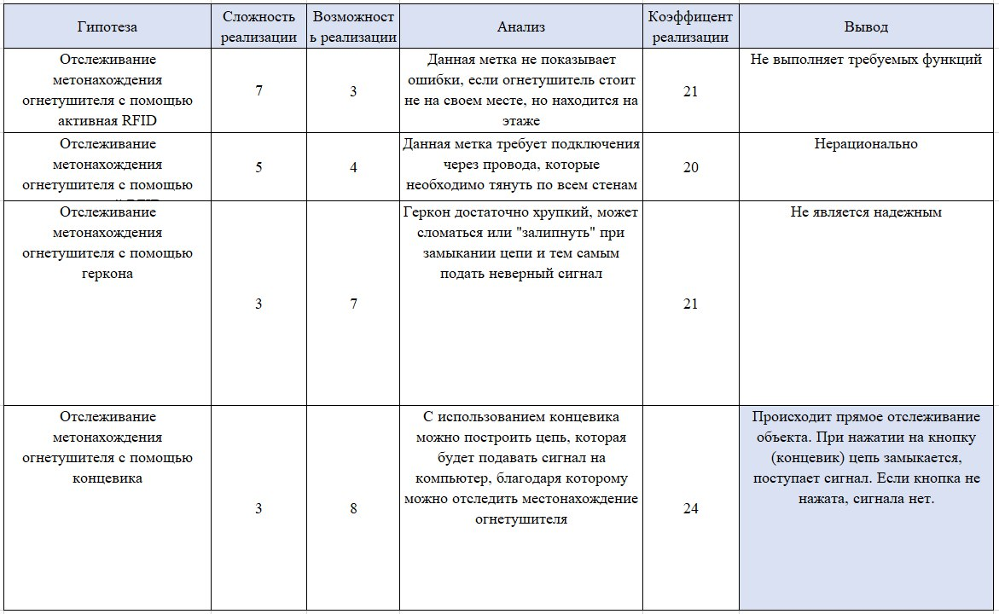 Гипотеза
Сложность
реализации
Возможност
ь реализации
Анализ
Коэффицент
реализации
Вывод
Отслеживание
метонахождения
огнетушителя с помощью
активная RFID
7
3
Данная метка не показывает
ошибки, если огнетушитель стоит
не на своем месте, но находится на
этаже
21
Не выполняет требуемых функций
Отслеживание
метонахождения
огнетушителя с помощью
5
4
Данная метка требует подключения
через провода, которые
необходимо тянуть по всем стенам
20
Нерационально
Отслеживание
метонахождения
огнетушителя с помощью
геркона
3
7
Геркон достаточно хрупкий, может
сломаться или "залипнуть" при
замыкании цепи и тем самым
подать неверный сигнал
21
Не является надежным
Отслеживание
метонахождения
огнетушителя с помощью
концевика
3
8
С использованием концевика
можно построить цепь, которая
будет подавать сигнал на
компьютер, благодаря которому
можно отследить местонахождение
огнетушителя
24
Происходит прямое отслеживание
объекта. При нажатии на кнопку
(концевик) цепь замыкается,
поступает сигнал. Если кнопка не
нажата, сигнала нет.